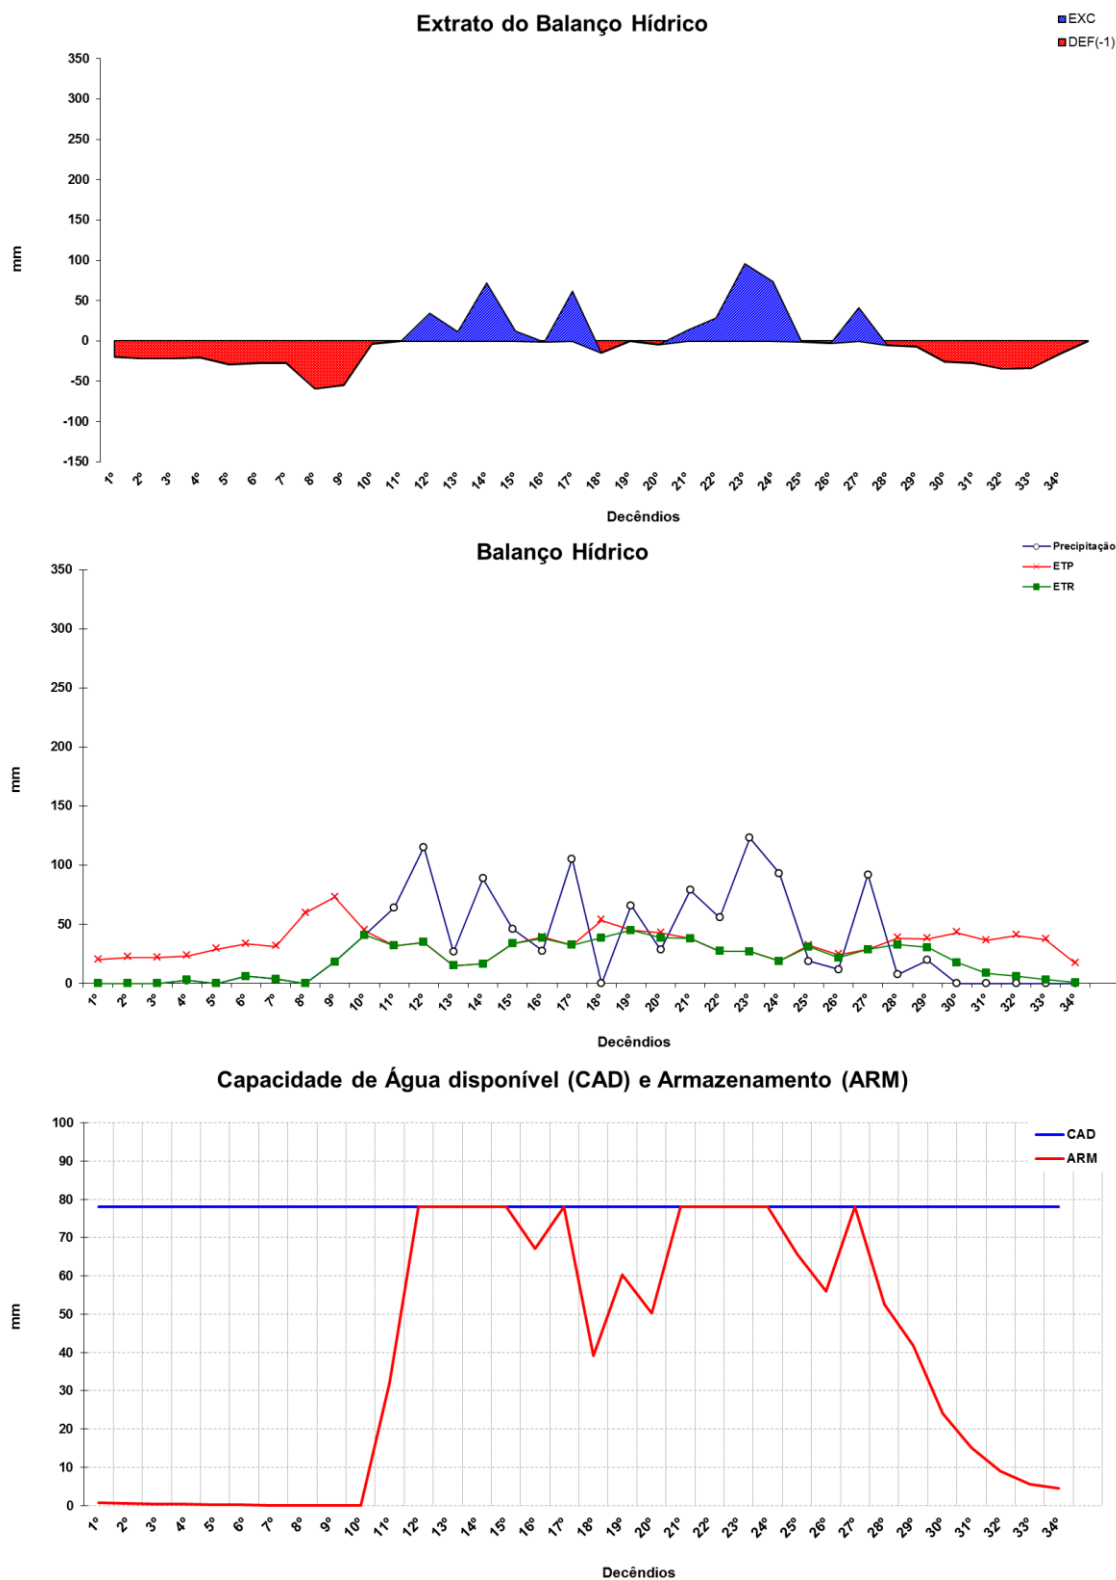 Extrato do Balanço Hídrico
EXC
DEF(-1)
350
300
250
200
150
100
50
0
-50
-100
-150
mm
1º 2º 3º 4º 5º 6º 7º 8º 9º 10º 11º 12º 13º 14º 15º 16º 17º 18º 19º 20º 21º 22º 23º 24º 25º 26º 27º 28º 29º 30º 31º 32º 33º 34º
Decêndios
Balanço Hídrico
Precipitação
ETP
ETR
350
300
250
200
150
100
50
0
mm
1º 2º 3º 4º 5º 6º 7º 8º 9º 10º 11º 12º 13º 14º 15º 16º 17º 18º 19º 20º 21º 22º 23º 24º 25º 26º 27º 28º 29º 30º 31º 32º 33º 34º
Decêndios
Capacidade de Água disponível (CAD) e Armazenamento (ARM)
CAD
ARM
100
90
80
70
60
50
40
30
20
10
0
mm
1º 2º 3º 4º 5º 6º 7º 8º 9º 10º 11º 12º 13º 14º 15º 16º 17º 18º 19º 20º 21º 22º 23º 24º 25º 26º 27º 28º 29º 30º 31º 32º 33º 34º
Decêndios